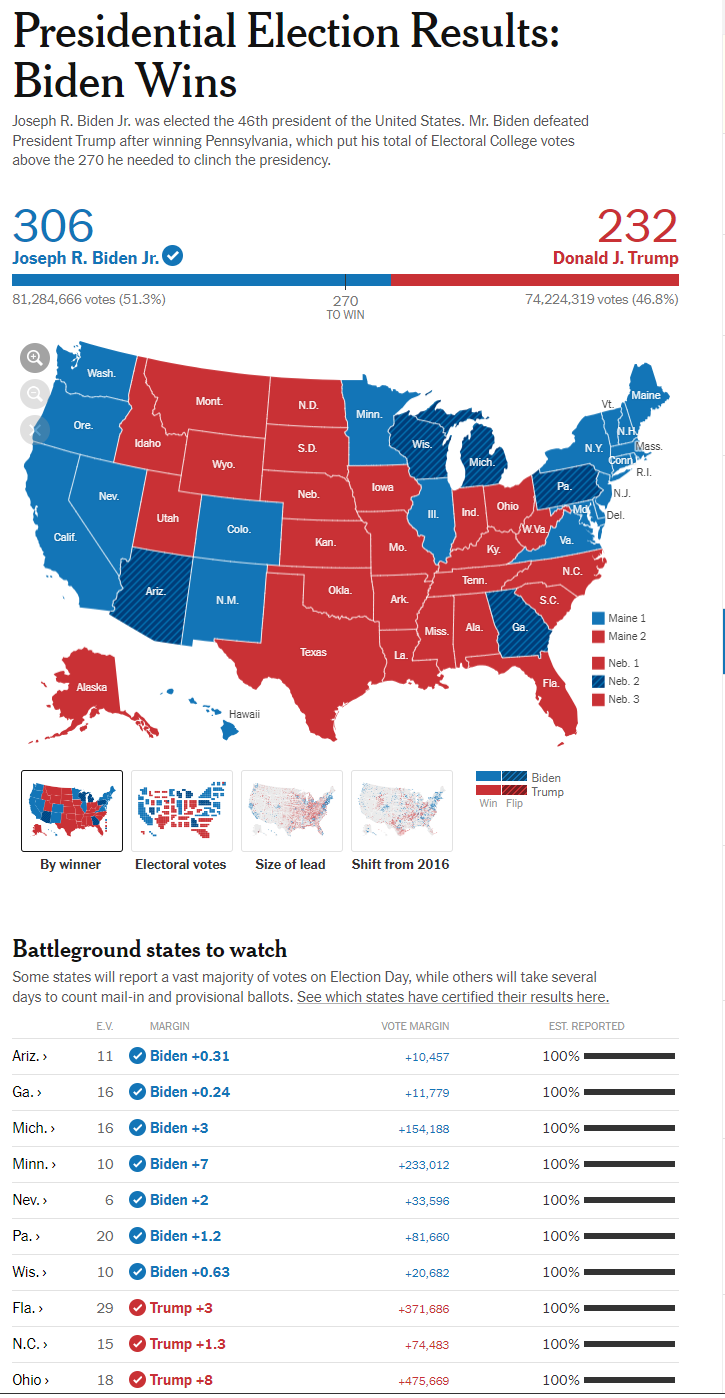 Presidential Election Results:
Biden Wins
Joseph R. Biden Jr. was elected the 46th president of the United States. Mr. Biden defeated
President Trump after winning Pennsylvania, which put his total of Electoral College votes
above the 270 he needed to clinch the presidency.
306
232
Joseph R. Biden Jr.
Donald J. Trump
81,284,666 votes (51.3%)
270
TO WIN
74,224,319 votes (46.8%)
Wash.
Mont.
N.D.
Minn.
Vt.
Maine
Ore.
Idaho
S.D.
Wis.
Mich.
N.Y.
N.H.
Mass.
Wyo.
Conn.
R.I.
Nev.
Neb.
Iowa
Ill.
Ind.
Ohio
Pa.
N.J.
Utah
Colo.
W.Va.
Md.
Del.
Calif.
Kan.
Mo.
Ky.
Va.
Ariz.
N.M.
Okla.
Ark.
Tenn.
N.C.
S.C.
Texas
La.
Miss.
Ala.
Ga.
Fla.
Alaska
Hawaii
Maine 1
Maine 2
Neb. 1
Neb. 2
Neb. 3
By winner
Electoral votes
Size of lead
Shift from 2016
Biden
Trump
Win Flip
Battleground states to watch
Some states will report a vast majority of votes on Election Day, while others will take several
days to count mail-in and provisional ballots. See which states have certified their results here.
E.V. MARGIN VOTE MARGIN EST. REPORTED
Ariz. › 11 Biden +0.31 +10,457 100%
Ga. › 16 Biden +0.24 +11,779 100%
Mich. › 16 Biden +3 +154,188 100%
Minn. › 10 Biden +7 +233,012 100%
Nev. › 6 Biden +2 +33,596 100%
Pa. › 20 Biden +1.2 +81,660 100%
Wis. › 10 Biden +0.63 +20,682 100%
Fla. › 29 Trump +3 +371,686 100%
N.C. › 15 Trump +1.3 +74,483 100%
Ohio › 18 Trump +8 +475,669 100%